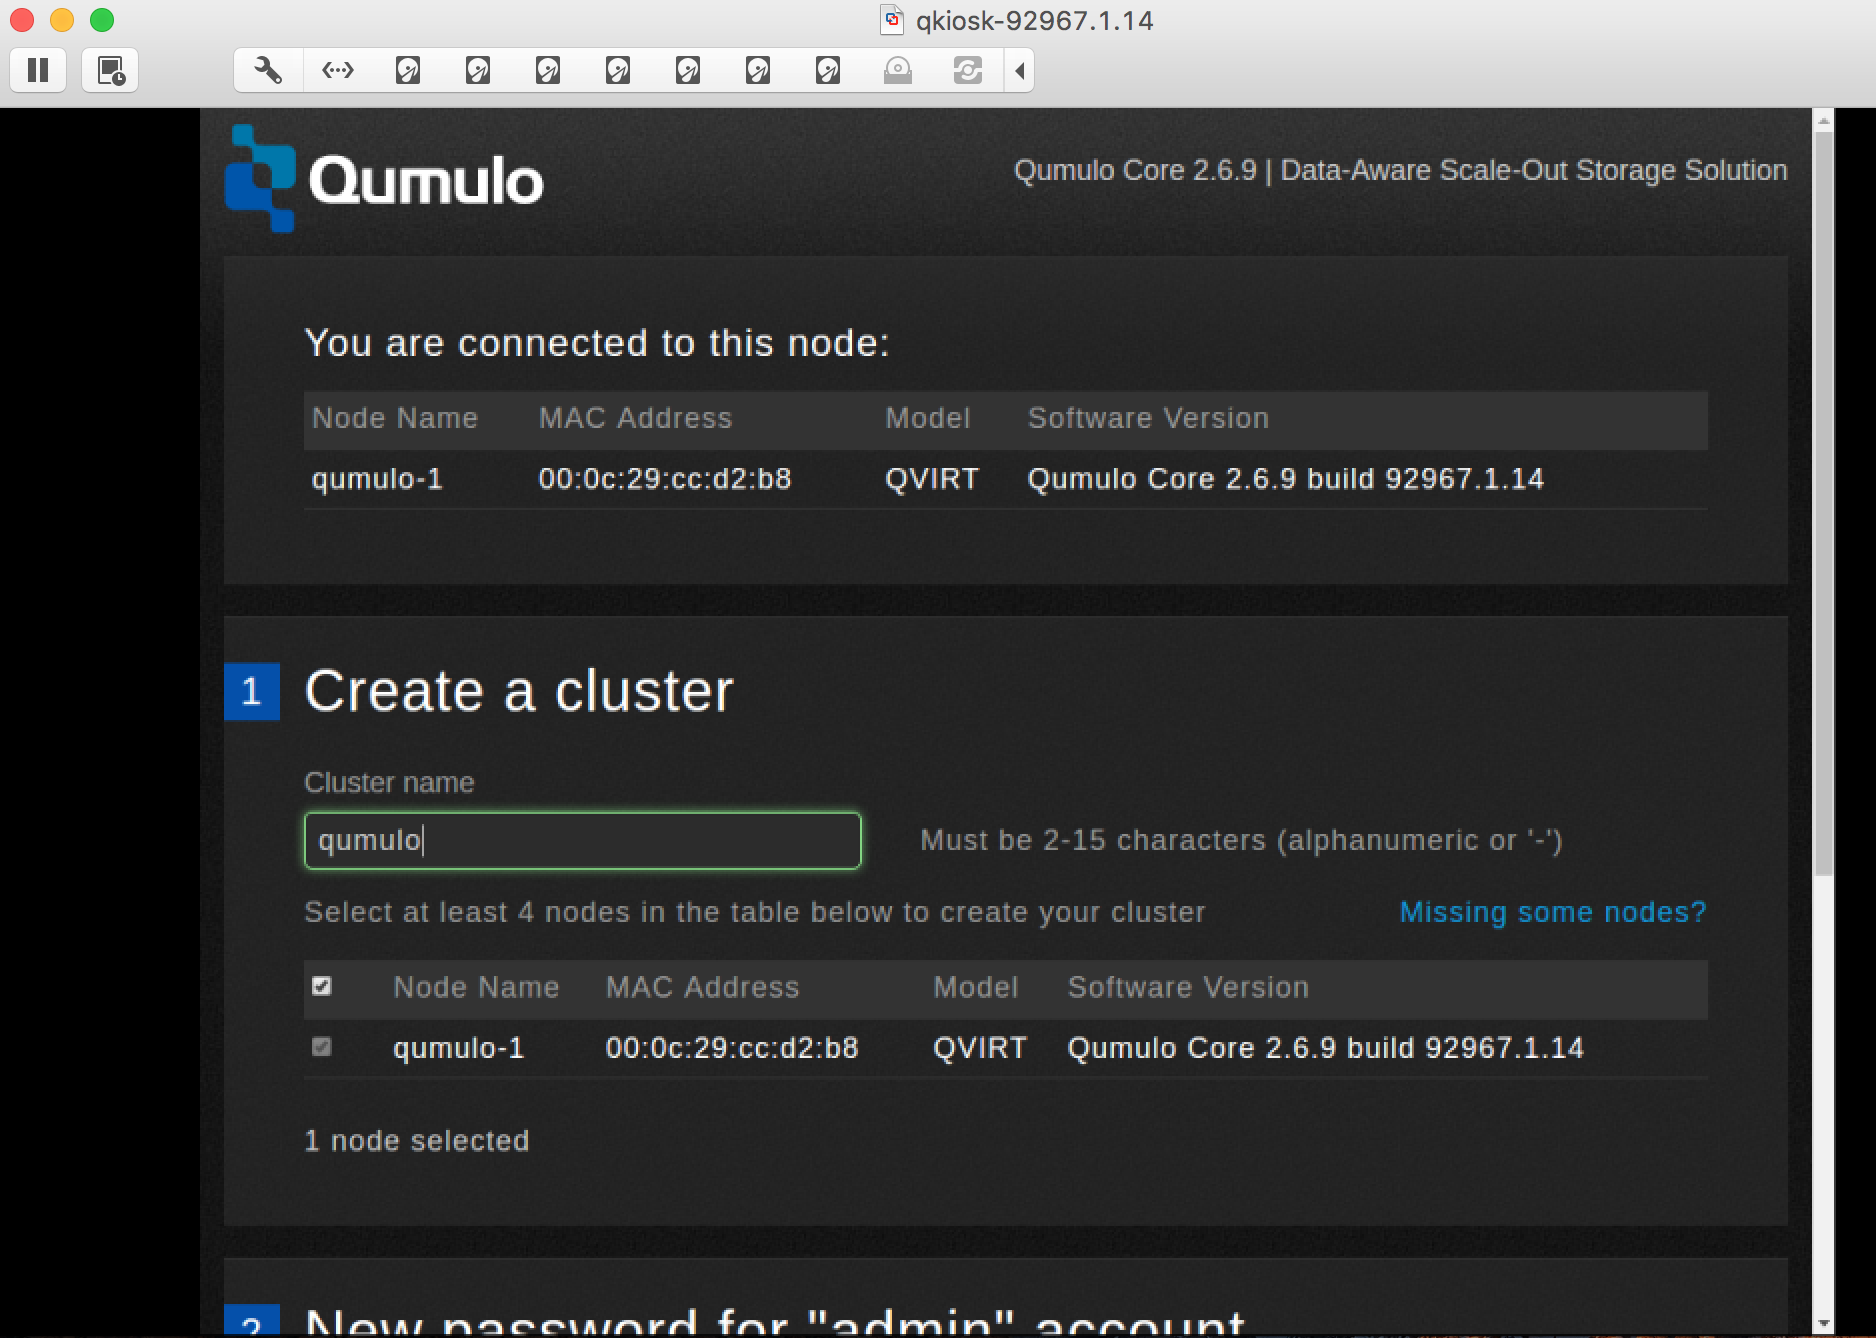 qkiosk-92967.1.14
Qumulo
Qumulo Core 2.6.9 | Data-Aware Scale-Out Storage Solution
You are connected to this node:
Node Name MAC Address Model Software Version
qumulo-1 00:0c:29:cc:d2:b8 QVIRT Qumulo Core 2.6.9 build 92967.1.14
1 Create a cluster
Cluster name
qumulo Must be 2-15 characters (alphanumeric or '-')
Select at least 4 nodes in the table below to create your cluster Missing some nodes?
Node Name MAC Address Model Software Version
qumulo-1 00:0c:29:cc:d2:b8 QVIRT Qumulo Core 2.6.9 build 92967.1.14
1 node selected
2 New password for "admin" account